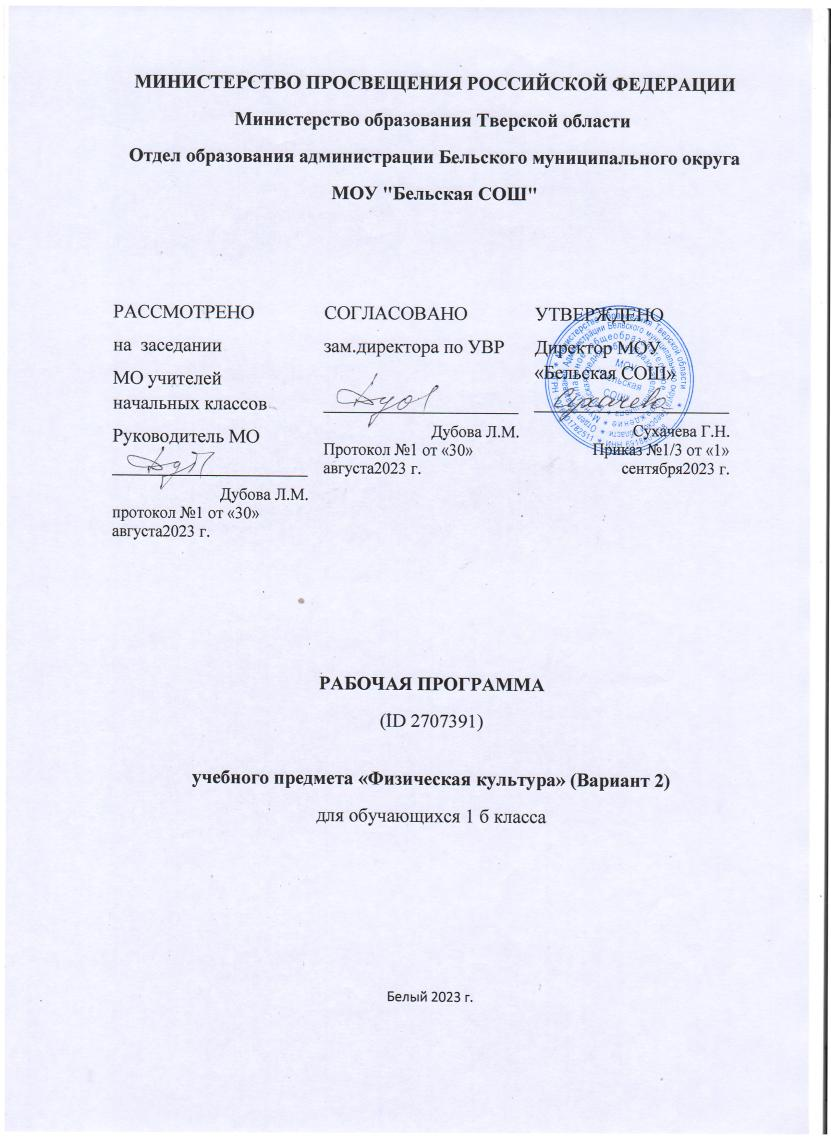 МИНИСТЕРСТВО ПРОСВЕЩЕНИЯ РОССИЙСКОЙ ФЕДЕРАЦИИ
Министерство образования Тверской области
Отдел образования администрации Бельского муниципального округа
МОУ "Бельская СОШ"
РАССМОТРЕНО
на заседании
МО учителей
начальных классов
Руководитель МО
Дубова Л.М.
протокол №1 от «30»
августа2023 г.
СОГЛАСОВАНО
зам.директора по УВР
Дубова Л.М.
Протокол №1 от «30»
августа2023 г.
УТВЕРЖДЕНО
Директор МОУ
«Бельская СОШ»
Сухачева Г.Н.
Приказ №1/3 от «1»
сентября2023 г.
РАБОЧАЯ ПРОГРАММА
(ID 2707391)
учебного предмета «Физическая культура» (Вариант 2)
для обучающихся 1 б класса
Белый 2023 г.